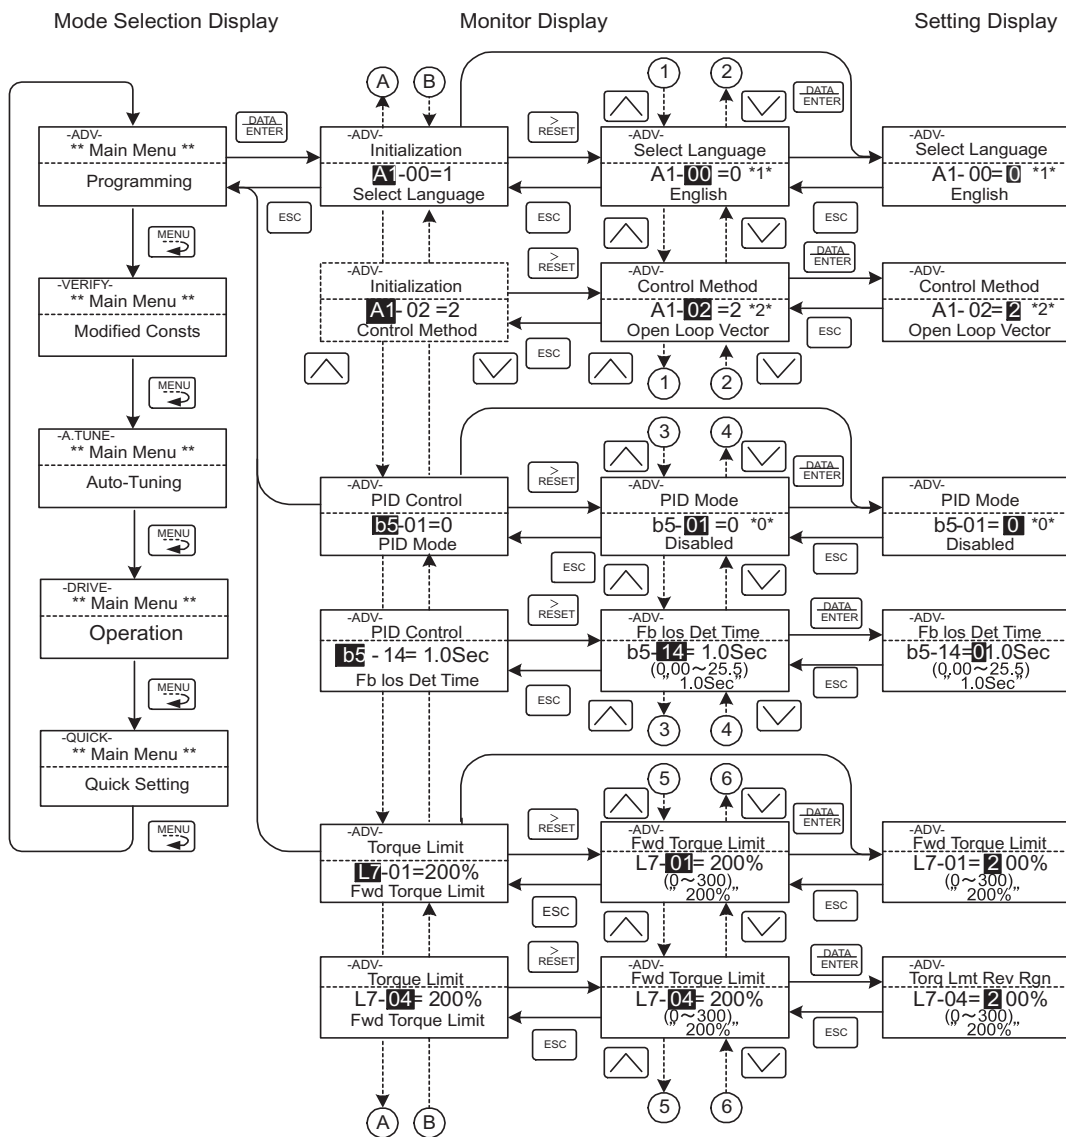 Mode Selection Display
Monitor Display
Setting Display
A
B
1
2
DATA
ENTER
-ADV-
** Main Menu **
Programming
DATA
ENTER
-ADV-
Initialization
A1-00=1
Select Language
>
RESET
-ADV-
Select Language
A1-00 =0 *1*
English
-ADV-
Select Language
A1- 00= 0 *1*
English
ESC
ESC
ESC
MENU
-VERIFY-
** Main Menu **
Modified Consts
>
RESET
DATA
ENTER
-ADV-
Initialization
A1- 02 =2
Control Method
-ADV-
Control Method
A1-02=2 *2*
Open Loop Vector
-ADV-
Control Method
A1- 02= 2 *2*
Open Loop Vector
ESC
ESC
1
2
MENU
-A.TUNE-
** Main Menu **
Auto-Tuning
3
4
>
RESET
DATA
ENTER
-ADV-
PID Control
b5-01=0
PID Mode
-ADV-
PID Mode
b5-01 =0 *0*
Disabled
-ADV-
PID Mode
b5-01= 0 *0*
Disabled
ESC
ESC
MENU
-DRIVE-
** Main Menu **
Operation
>
RESET
DATA
ENTER
-ADV-
PID Control
b5 - 14= 1.0Sec
Fb los Det Time
-ADV-
Fb los Det Time
b5-14= 1.0Sec
(0,00～25.5)
" 1.0Sec"
-ADV-
Fb los Det Time
b5-14=01.0Sec
(0,00～25.5)
" 1.0Sec"
ESC
ESC
3
4
MENU
-QUICK-
** Main Menu **
Quick Setting
MENU
5
6
>
RESET
DATA
ENTER
-ADV-
Torque Limit
L7-01=200%
Fwd Torque Limit
-ADV-
Fwd Torque Limit
L7-01= 200%
(0～300)
" 200%"
-ADV-
Fwd Torque Limit
L7-01= 2 00%
(0～300)
" 200%"
ESC
ESC
>
RESET
DATA
ENTER
-ADV-
Torque Limit
L7-04= 200%
Fwd Torque Limit
-ADV-
Fwd Torque Limit
L7-04= 200%
(0～300)
" 200%"
-ADV-
Torq Lmt Rev Rgn
L7-04= 2 00%
(0～300)
" 200%"
ESC
ESC
A
B
5
6